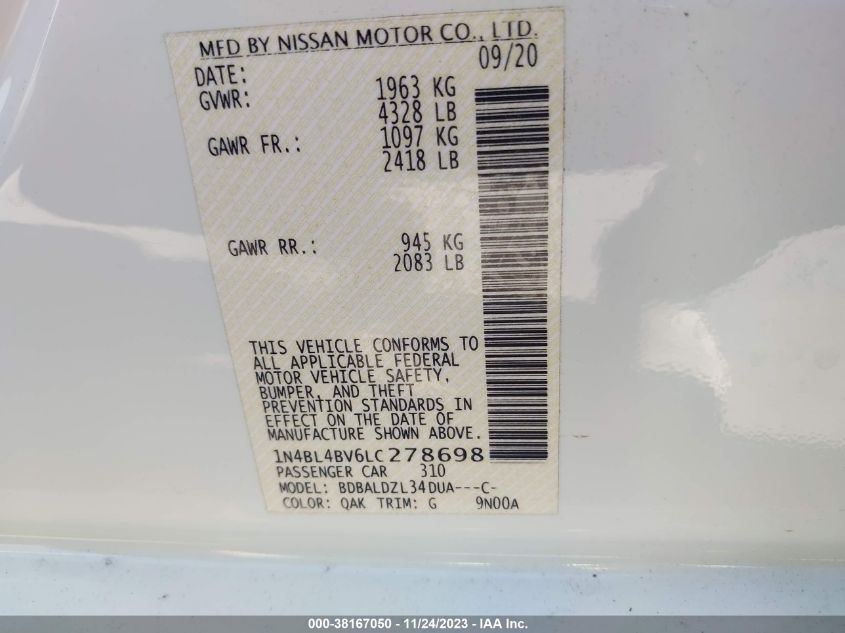 MFD BY NISSAN MOTOR CO., LTD.
DATE: 09/20
GVWR: 1963 KG
4328 LB
GAWR FR.: 1097 KG
2418 LB
GAWR RR.: 945 KG
2083 LB
THIS VEHICLE CONFORMS TO
ALL APPLICABLE FEDERAL
MOTOR VEHICLE SAFETY,
BUMPER, AND THEFT
PREVENTION STANDARDS IN
EFFECT ON THE DATE OF
MANUFACTURE SHOWN ABOVE.
1N4BL4BV6LC278698
PASSENGER CAR 310
MODEL: BDBALDZL34DUA---C-
COLOR: QAK TRIM: G 9N00A
000-38167050 - 11/24/2023 - IAA Inc.